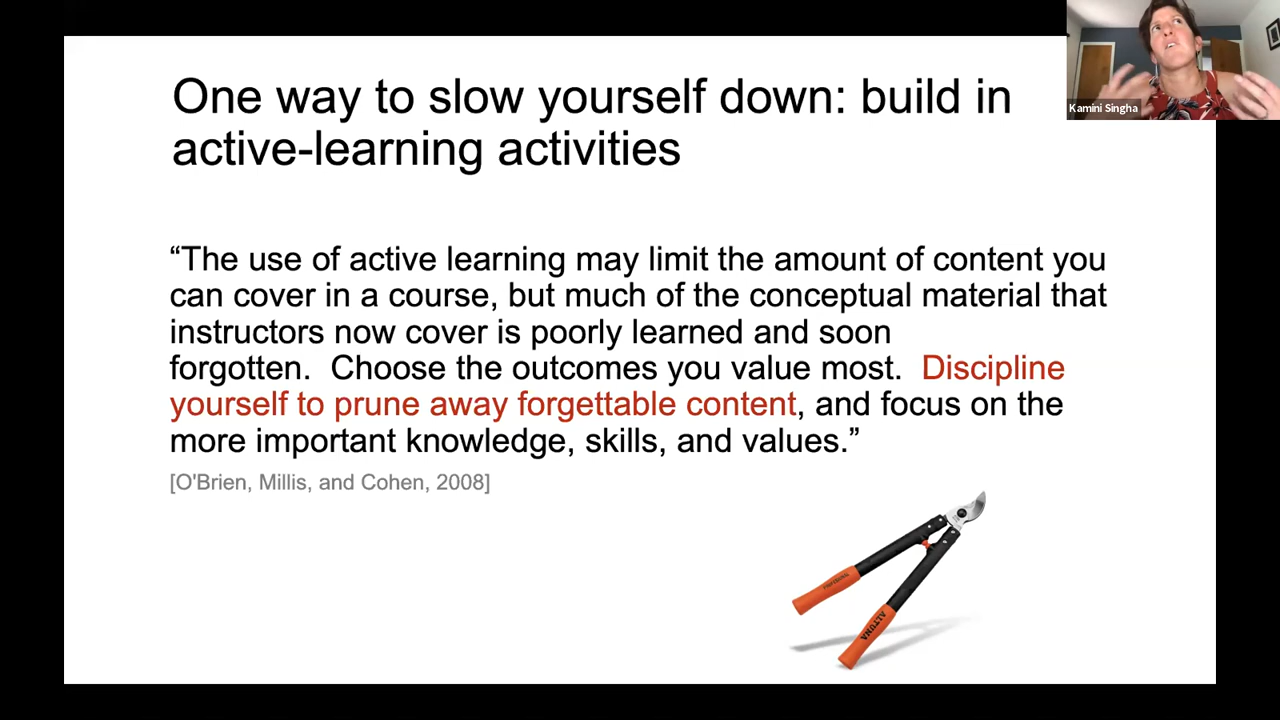 One way to slow yourself down: build in
active-learning activities
Kamini Singha
“The use of active learning may limit the amount of content you
can cover in a course, but much of the conceptual material that
instructors now cover is poorly learned and soon
forgotten.  Choose the outcomes you value most.  Discipline
yourself to prune away forgettable content, and focus on the
more important knowledge, skills, and values.”
[O'Brien, Millis, and Cohen, 2008]
ALTUNA